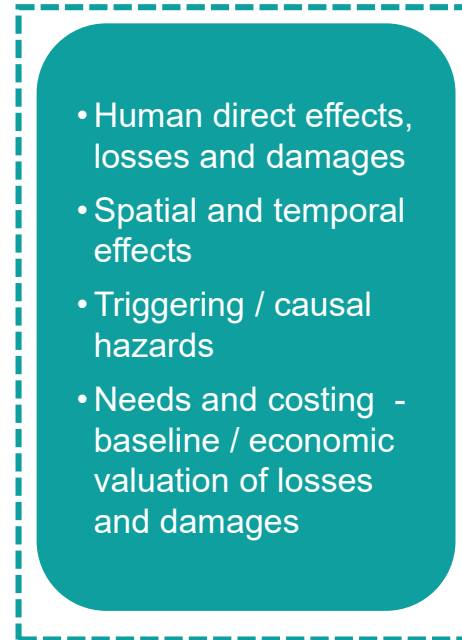 • Human direct effects,
losses and damages
• Spatial and temporal
effects
• Triggering / causal
hazards
• Needs and costing  -
baseline / economic
valuation of losses
and damages